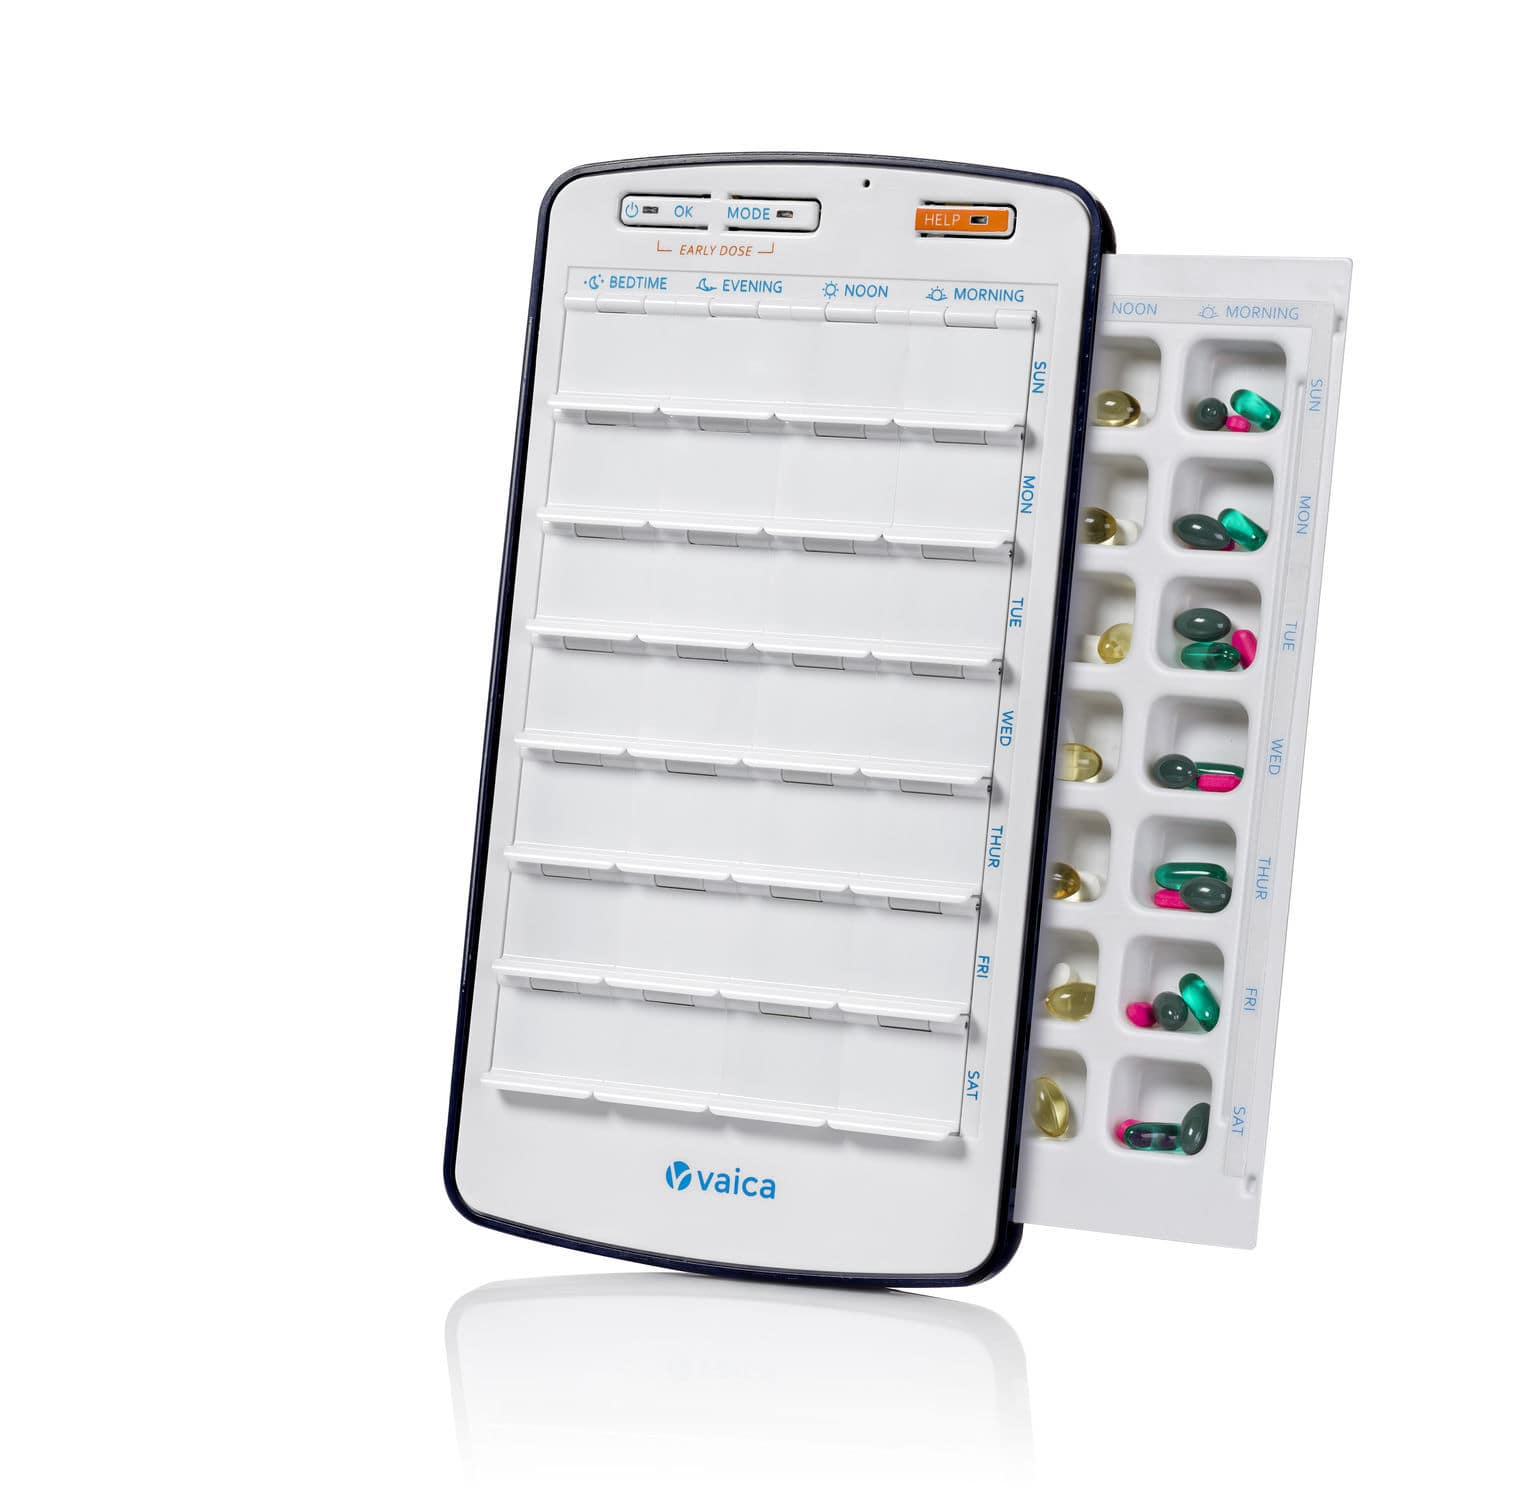 OK MODE
HELP
EARLY DOSE
BEDTIME EVENING NOON MORNING
SUN
MON
TUE
WED
THUR
FRI
SAT
vaica
NOON MORNING
SUN
MON
TUE
WED
THUR
FRI
SAT